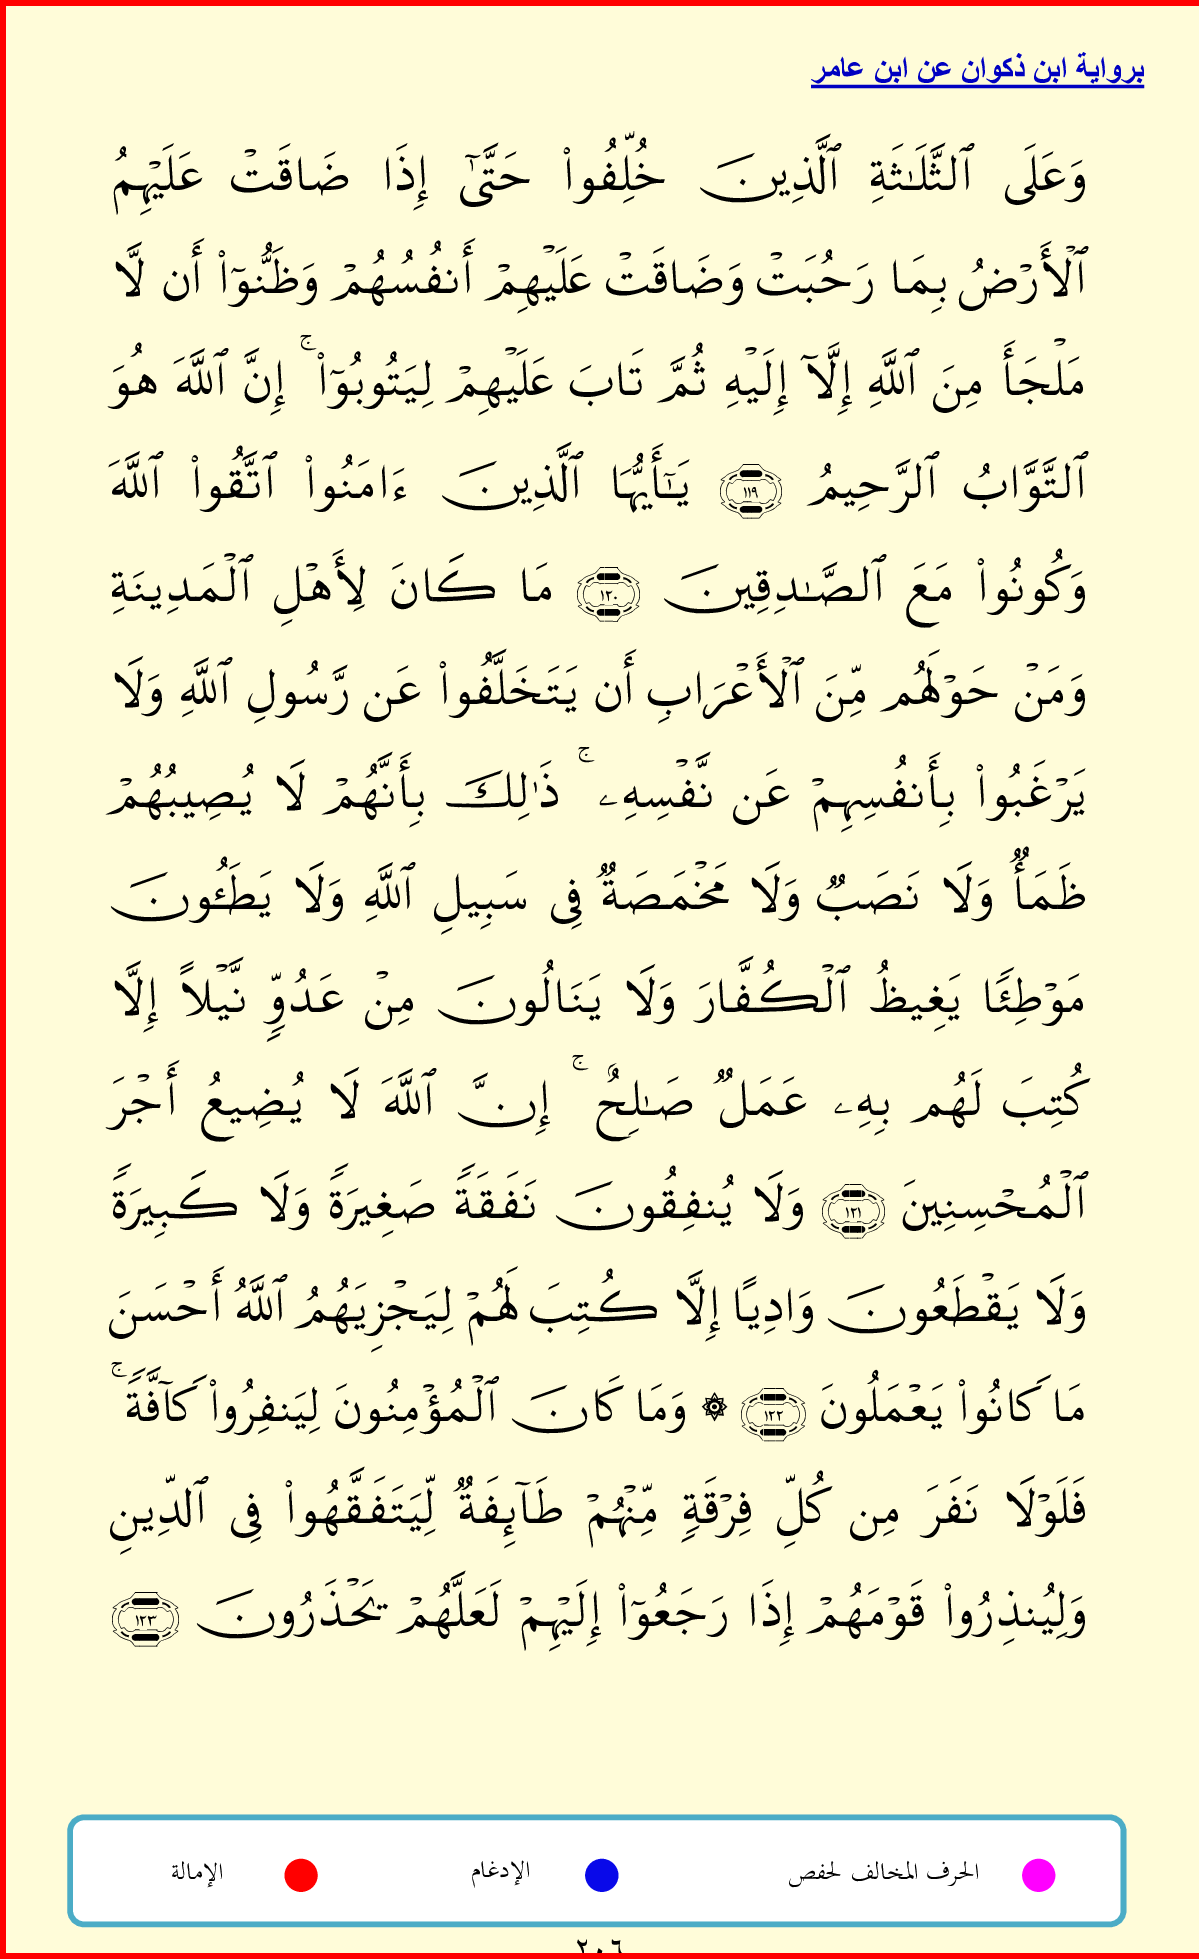 برواية ابن ذكوان عن ابن عامر
وَعَلَى ٱلثَّلَـٰثَةِ ٱلَّذِينَ خُلِّفُوا۟ حَتَّىٰٓ إِذَا ضَاقَتْ عَلَيْهِمُ
ٱلْأَرْضُ بِمَا رَحُبَتْ وَضَاقَتْ عَلَيْهِمْ أَنفُسُهُمْ وَظَنُّوٓا۟ أَن لَّا
مَلْجَأَ مِنَ ٱللَّهِ إِلَّآ إِلَيْهِ ثُمَّ تَابَ عَلَيْهِمْ لِيَتُوبُوٓا۟ ۚ إِنَّ ٱللَّهَ هُوَ
ٱلتَّوَّابُ ٱلرَّحِيمُ ١١٩ يَـٰٓأَيُّهَا ٱلَّذِينَ ءَامَنُوا۟ ٱتَّقُوا۟ ٱللَّهَ
وَكُونُوا۟ مَعَ ٱلصَّـٰدِقِينَ ١٢٠ مَا كَانَ لِأَهْلِ ٱلْمَدِينَةِ
وَمَنْ حَوْلَهُم مِّنَ ٱلْأَعْرَابِ أَن يَتَخَلَّفُوا۟ عَن رَّسُولِ ٱللَّهِ وَلَا
يَرْغَبُوا۟ بِأَنفُسِهِمْ عَن نَّفْسِهِۦ ۚ ذَٰلِكَ بِأَنَّهُمْ لَا يُصِيبُهُمْ
ظَمَأٌ وَلَا نَصَبٌ وَلَا مَخْمَصَةٌ فِى سَبِيلِ ٱللَّهِ وَلَا يَطَـُٔونَ
مَوْطِئًا يَغِيظُ ٱلْكُفَّارَ وَلَا يَنَالُونَ مِنْ عَدُوٍّ نَّيْلًا إِلَّا
كُتِبَ لَهُم بِهِۦ عَمَلٌ صَـٰلِحٌ ۚ إِنَّ ٱللَّهَ لَا يُضِيعُ أَجْرَ
ٱلْمُحْسِنِينَ ١٢١ وَلَا يُنفِقُونَ نَفَقَةً صَغِيرَةً وَلَا كَبِيرَةً
وَلَا يَقْطَعُونَ وَادِيًا إِلَّا كُتِبَ لَهُمْ لِيَجْزِيَهُمُ ٱللَّهُ أَحْسَنَ
مَا كَانُوا۟ يَعْمَلُونَ ١٢٢ ۞ وَمَا كَانَ ٱلْمُؤْمِنُونَ لِيَنفِرُوا۟ كَآفَّةً ۚ
فَلَوْلَا نَفَرَ مِن كُلِّ فِرْقَةٍ مِّنْهُمْ طَآئِفَةٌ لِّيَتَفَقَّهُوا۟ فِى ٱلدِّينِ
وَلِيُنذِرُوا۟ قَوْمَهُمْ إِذَا رَجَعُوٓا۟ إِلَيْهِمْ لَعَلَّهُمْ يَحْذَرُونَ ١٢٣
الحرف المخالف لحفص الإدغام الإمالة
٢٠٦